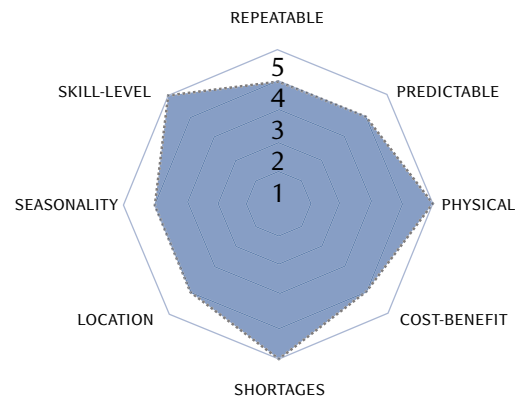 REPEATABLE
5
SKILL-LEVEL
PREDICTABLE
4
3
2
1
SEASONALITY
PHYSICAL
LOCATION
COST-BENEFIT
SHORTAGES